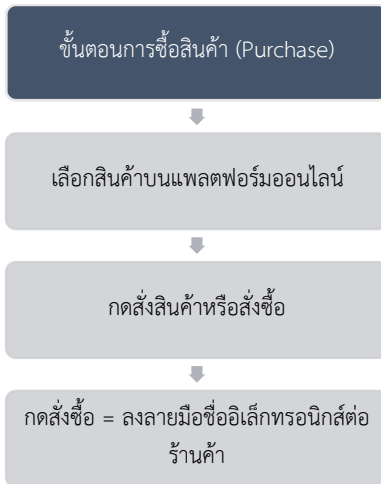 ขั้นตอนการซื้อสินค้า (Purchase)
เลือกสินค้าบนแพลตฟอร์มออนไลน์
กดสั่งสินค้าหรือสั่งซื้อ
กดสั่งซื้อ = ลงลายมือชื่ออิเล็กทรอนิกส์ต่อ
ร้านค้า